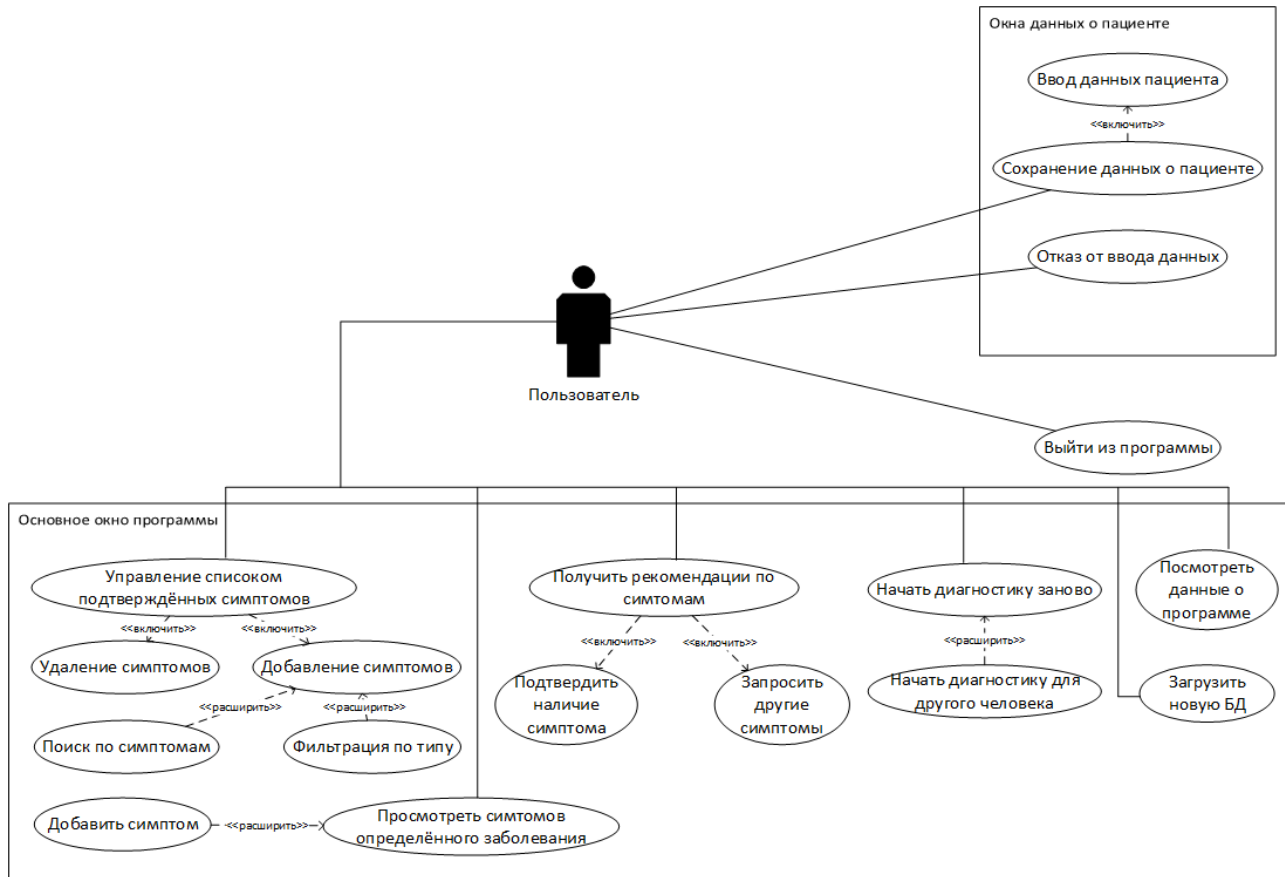 Окна данных о пациенте
Ввод данных пациента
<<включить>>
Сохранение данных о пациенте
Отказ от ввода данных
Пользователь
Выйти из программы
Основное окно программы
Управление списоком
подтверждённых симптомов
<<включить>>
<<включить>>
Удаление симптомов
Добавление симптомов
<<расширить>>
<<расширить>>
Поиск по симптомам
Фильтрация по типу
Добавить симптом
<<расширить>>
Просмотреть симтомов
определённого заболевания
Получить рекомендации по
симтомам
<<включить>>
<<включить>>
Подтвердить
наличие
симптома
Запросить
другие
симптомы
Начать диагностику заново
<<расширить>>
Начать диагностику для
другого человека
Посмотреть
данные о
программе
Загрузить
новую БД